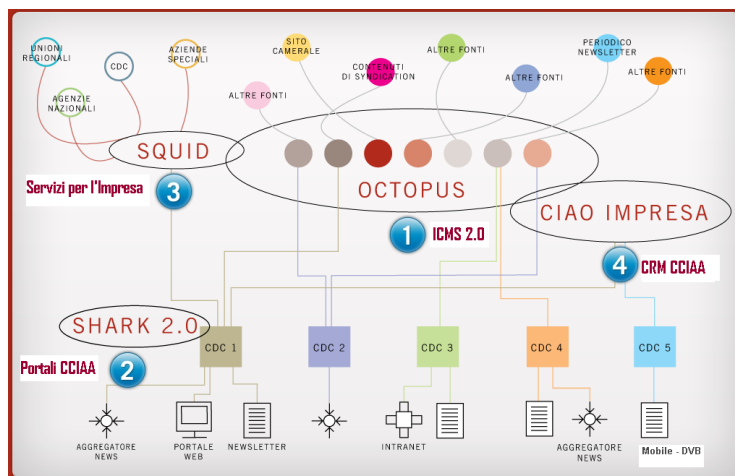 UNIONI
REGIONALI
CDC
AZIENDE
SPECIALI
AGENZIE
NAZIONALI
SITO
CAMERALE
CONTENUTI
DI SYNDICATION
ALTRE FONTI
ALTRE FONTI
ALTRE FONTI
PERIODICO
NEWSLETTER
ALTRE FONTI
SQUID
OCTOPUS
CIAO IMPRESA
Servizi per l'Impresa
3
1
ICMS 2.0
4
CRM CCIAA
SHARK 2.0
Portali CCIAA
2
CDC 1
CDC 2
CDC 3
CDC 4
CDC 5
AGGREGATORE
NEWS
PORTALE
WEB
NEWSLETTER
INTRANET
AGGREGATORE
NEWS
Mobile - DVB